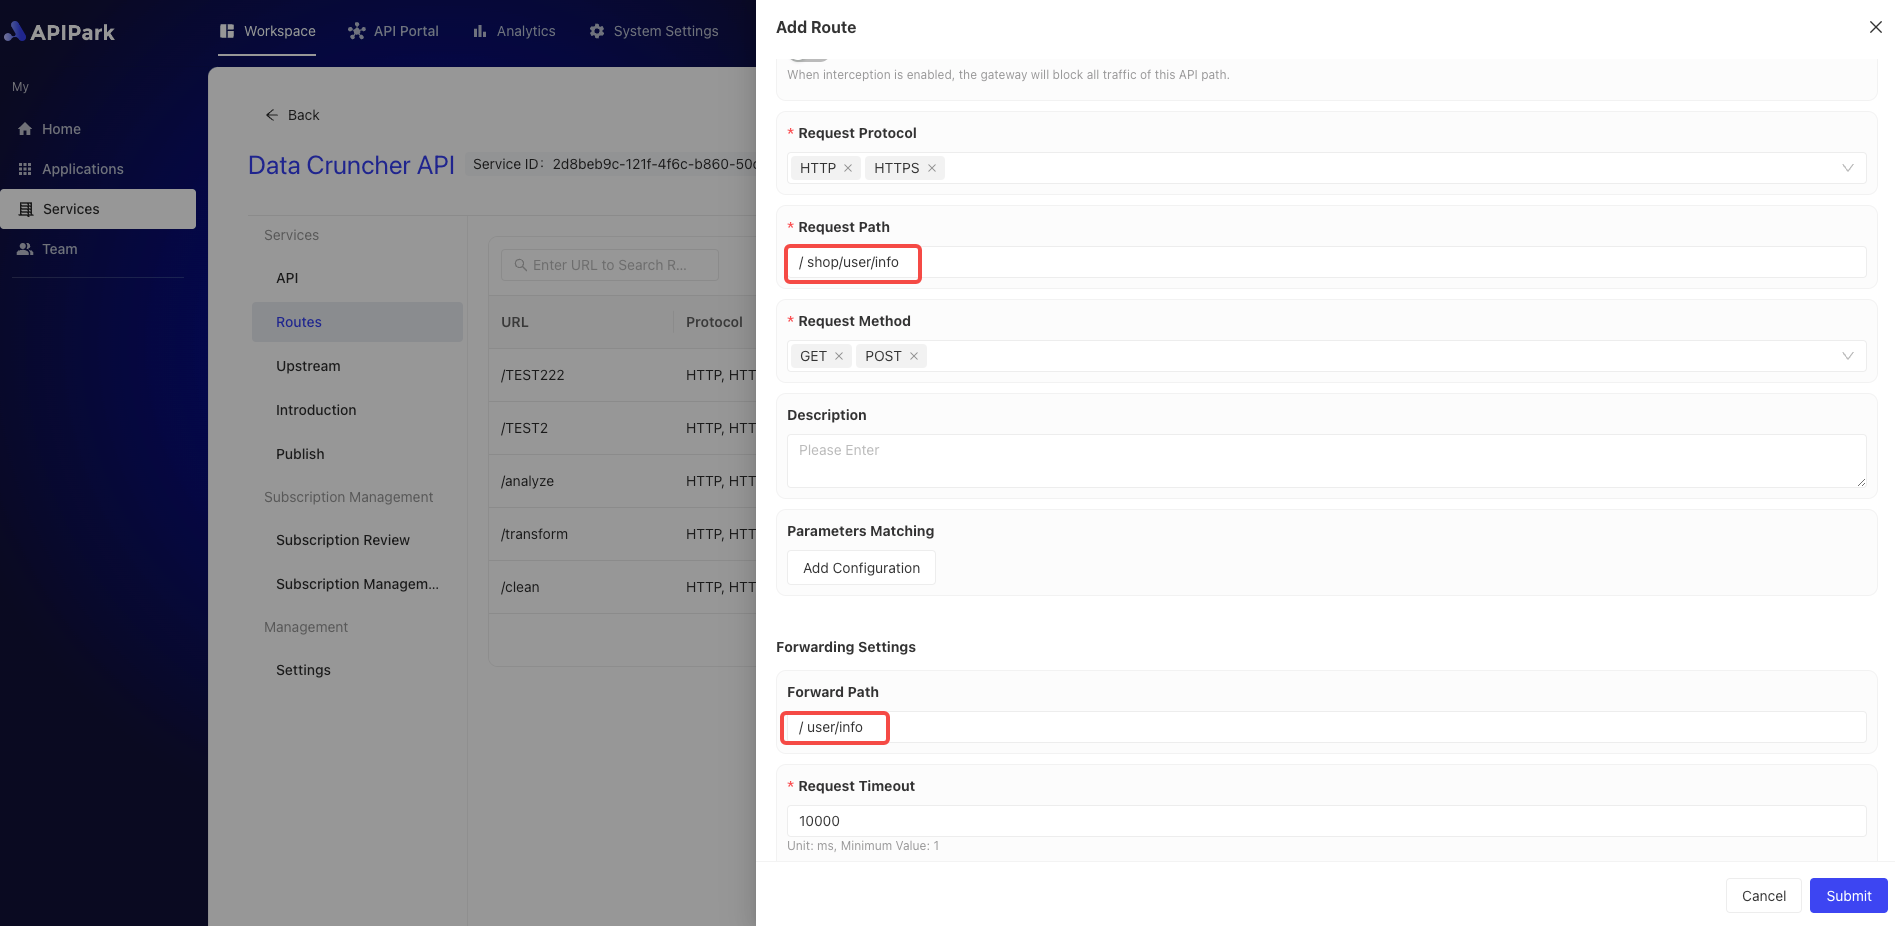 APIPark
Workspace
API Portal
Analytics
System Settings
My
Home
Applications
Services
Team
Back
Data Cruncher API
Service ID: 2d8beb9c-121f-4f6c-b860-50
Services
API
Routes
Upstream
Introduction
Publish
Subscription Management
Subscription Review
Subscription Managem...
Management
Settings
Enter URL to Search R...
URL
Protocol
/TEST222
HTTP, HTT
/TEST2
HTTP, HTT
/analyze
HTTP, HTT
/transform
HTTP, HTT
/clean
HTTP, HTT
Add Route
When interception is enabled, the gateway will block all traffic of this API path.
* Request Protocol
HTTP
HTTPS
* Request Path
/ shop/user/info
* Request Method
GET
POST
Description
Please Enter
Parameters Matching
Add Configuration
Forwarding Settings
Forward Path
/ user/info
* Request Timeout
10000
Unit: ms, Minimum Value: 1
Cancel
Submit